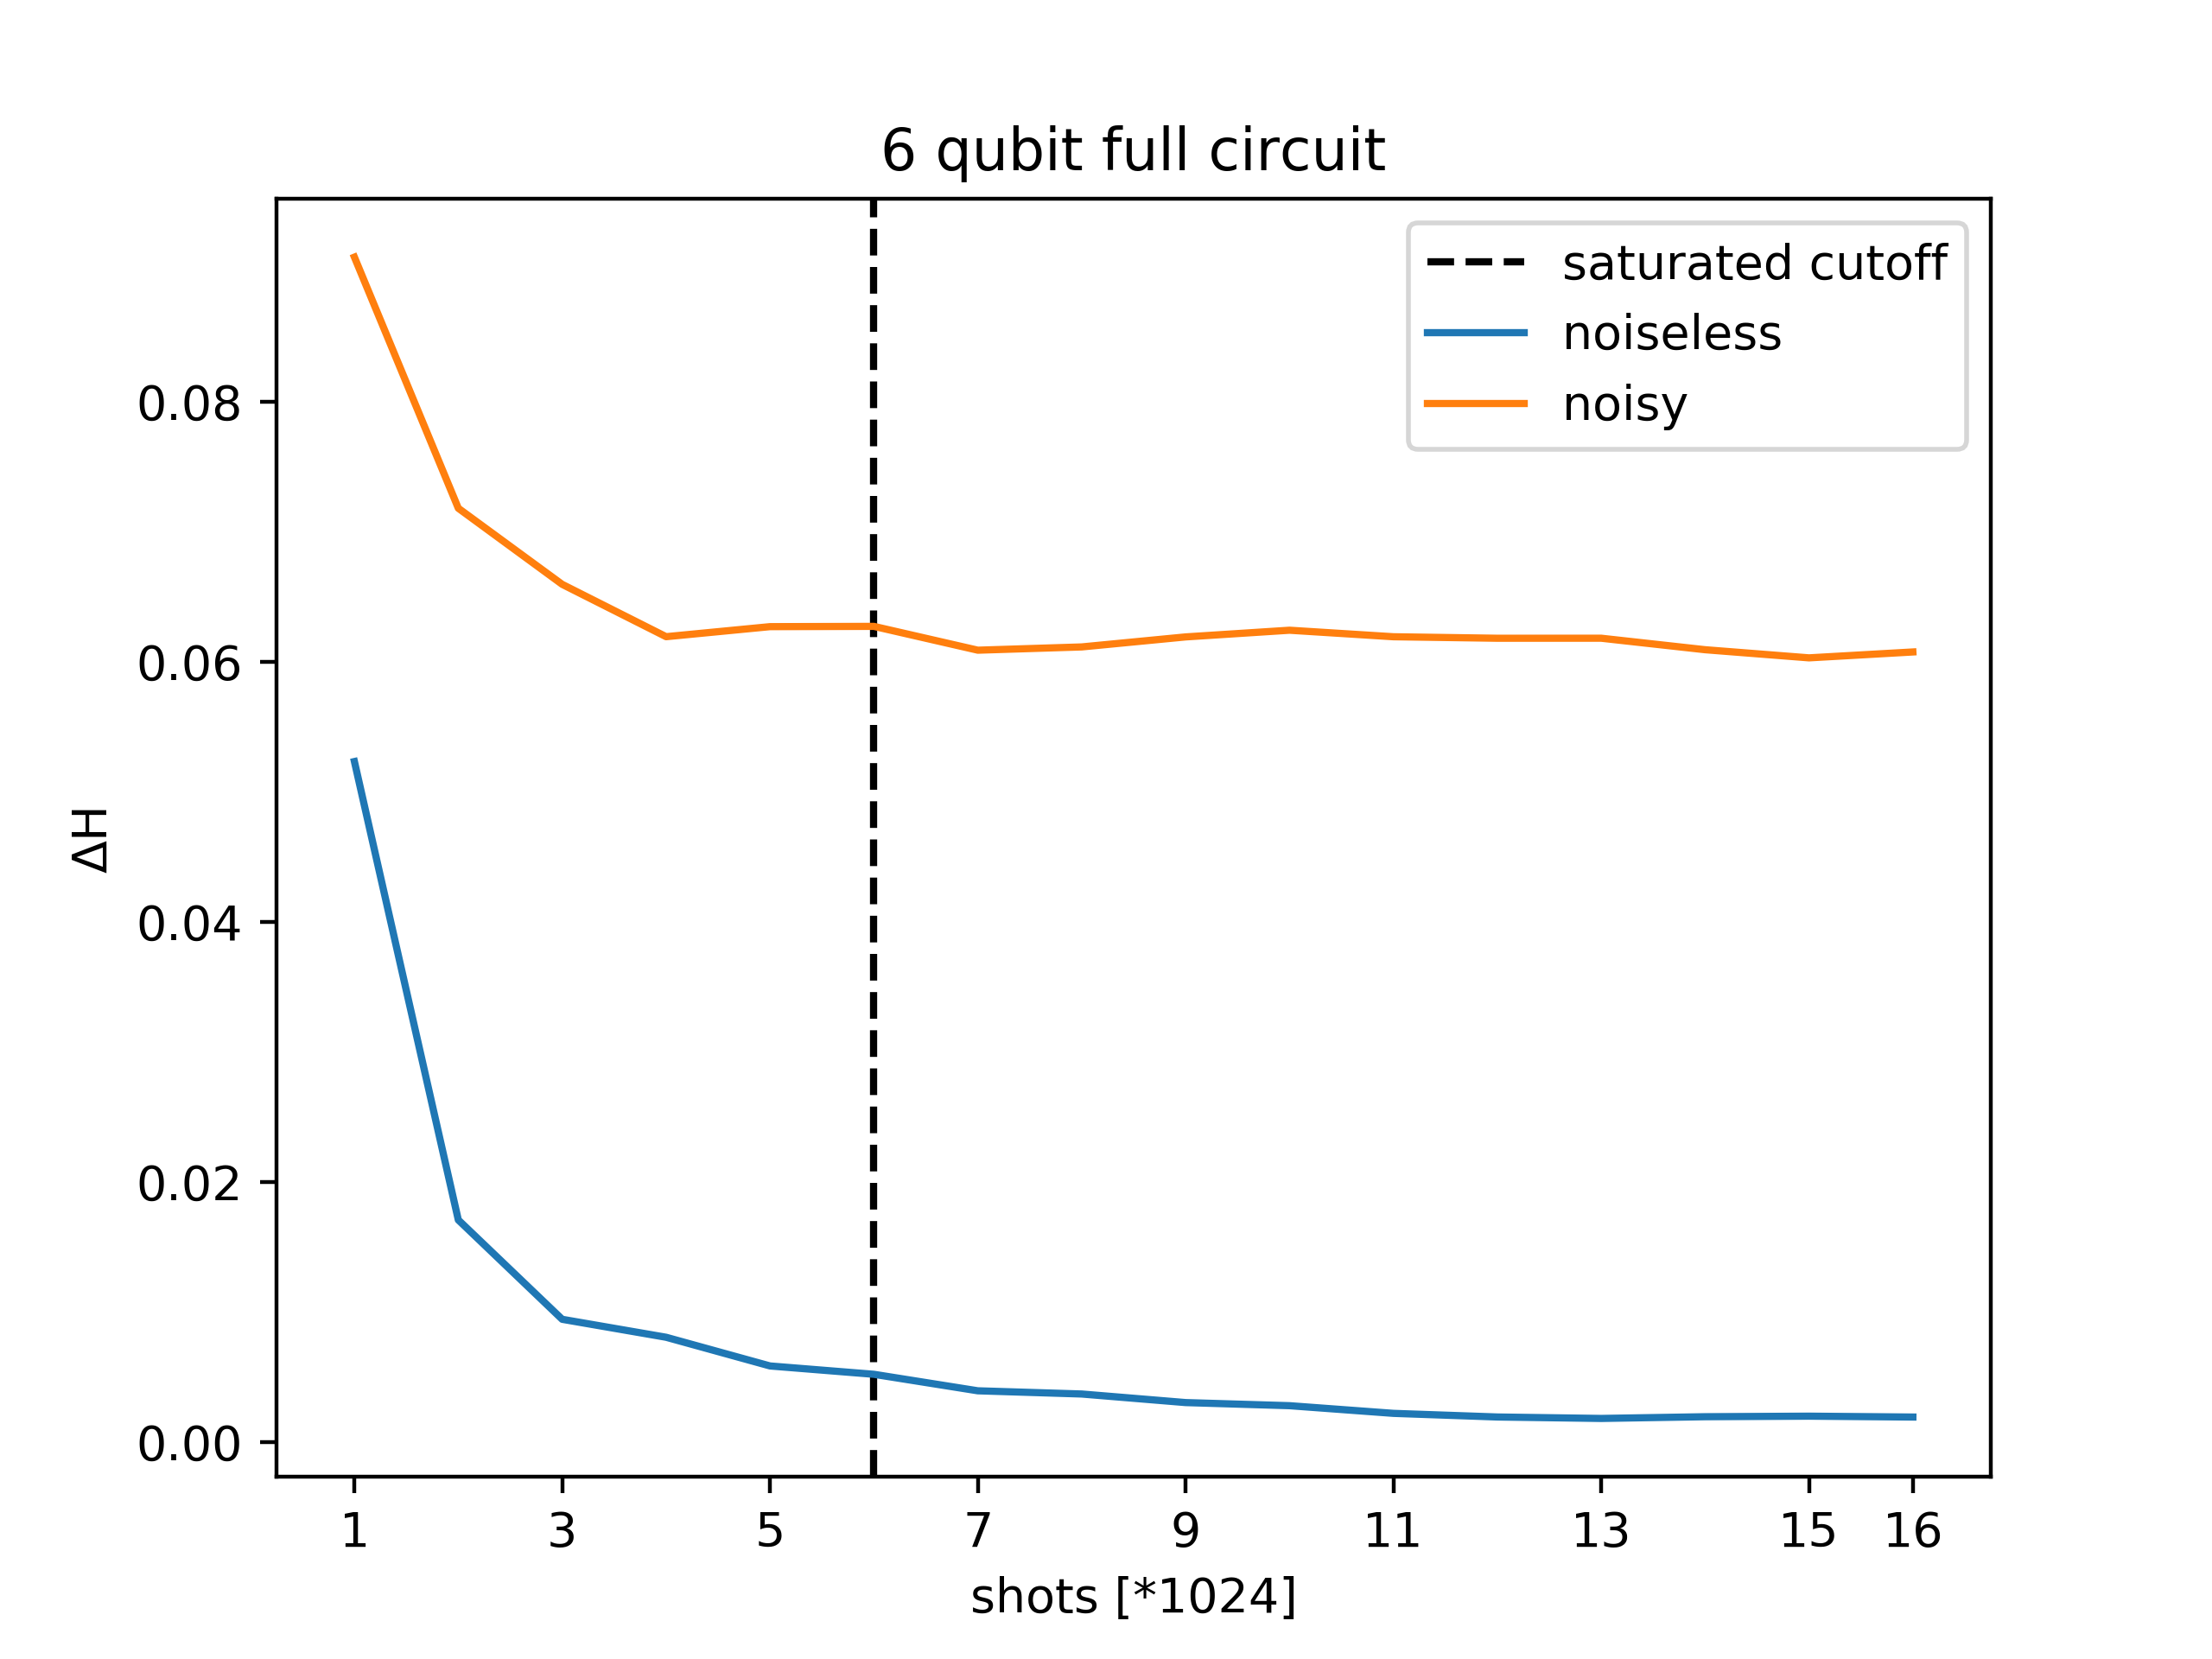 6 qubit full circuit
saturated cutoff
noiseless
noisy
0.08
0.06
0.04
0.02
0.00
ΔH
1 3 5 7 9 11 13 15 16
shots [*1024]